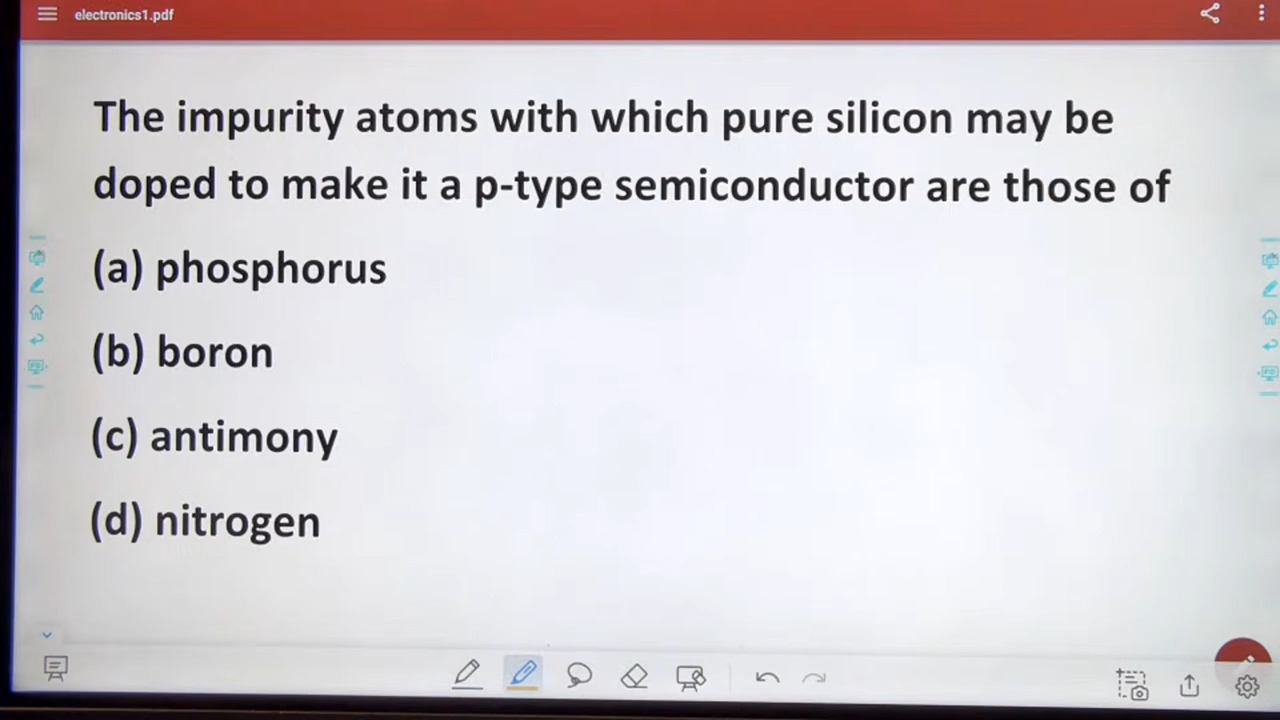 electronics1.pdf
The impurity atoms with which pure silicon may be
doped to make it a p-type semiconductor are those of
(a) phosphorus
(b) boron
(c) antimony
(d) nitrogen